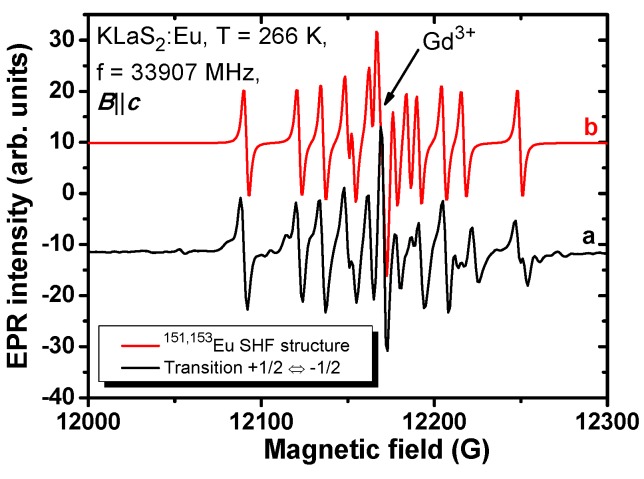 KLaS₂:Eu, T = 266 K,
f = 33907 MHz,
B||c
Gd³⁺
b
a
EPR intensity (arb. units)
30
20
10
0
-10
-20
-30
-40
151,153Eu SHF structure
Transition +1/2 ⇔ -1/2
12000 12100 12200 12300
Magnetic field (G)